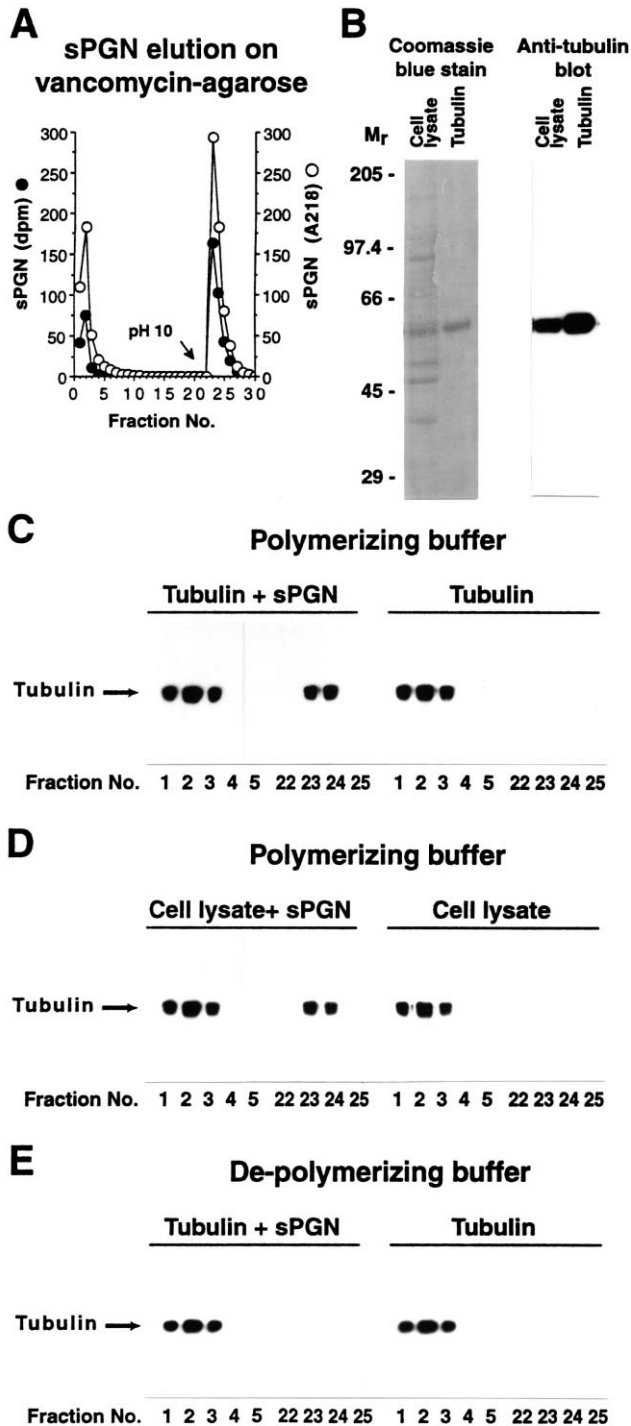 A
sPGN elution on
vancomycin-agarose
sPGN (dpm) ●
300
250
200
150
100
50
0
300
250
200
150
100
50
0
sPGN (A218) ○
pH 10
0 5 10 15 20 25 30
Fraction No.
B
Coomassie
blue stain
Anti-tubulin
blot
Mr
Cell
lysate
Tubulin
Cell
lysate
Tubulin
205 -
97.4 -
66 -
45 -
29 -
C
Polymerizing buffer
Tubulin + sPGN Tubulin
Tubulin
Fraction No. 1 2 3 4 5 22 23 24 25 1 2 3 4 5 22 23 24 25
D
Polymerizing buffer
Cell lysate+ sPGN Cell lysate
Tubulin
Fraction No. 1 2 3 4 5 22 23 24 25 1 2 3 4 5 22 23 24 25
E
De-polymerizing buffer
Tubulin + sPGN Tubulin
Tubulin
Fraction No. 1 2 3 4 5 22 23 24 25 1 2 3 4 5 22 23 24 25